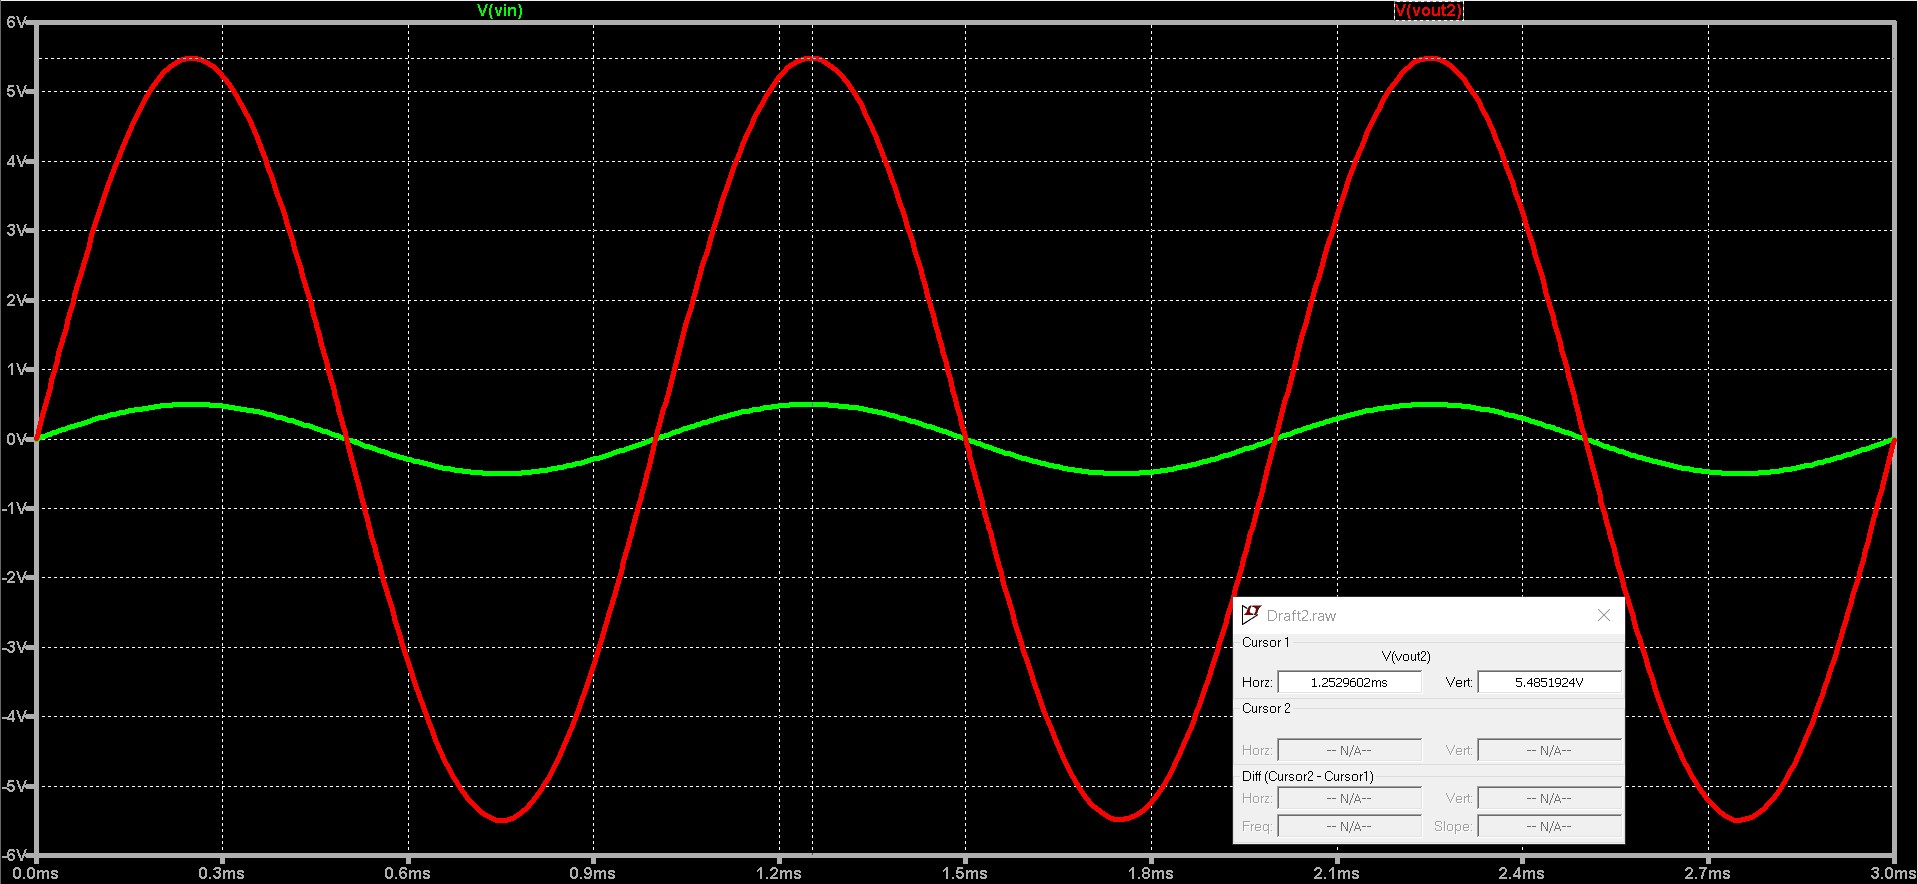 V(vin) V(vout2)
6V
5V
4V
3V
2V
1V
0V
-1V
-2V
-3V
-4V
-5V
-6V
0.0ms 0.3ms 0.6ms 0.9ms 1.2ms 1.5ms 1.8ms 2.1ms 2.4ms 2.7ms 3.0ms
Draft2.raw
Cursor 1
V(vout2)
Horz: 1.2529602ms Vert: 5.4851924V
Cursor 2
Horz: -- N/A-- Vert: -- N/A--
Diff (Cursor2 - Cursor1)
Horz: -- N/A-- Vert: -- N/A--
Freq: -- N/A-- Slope: -- N/A--